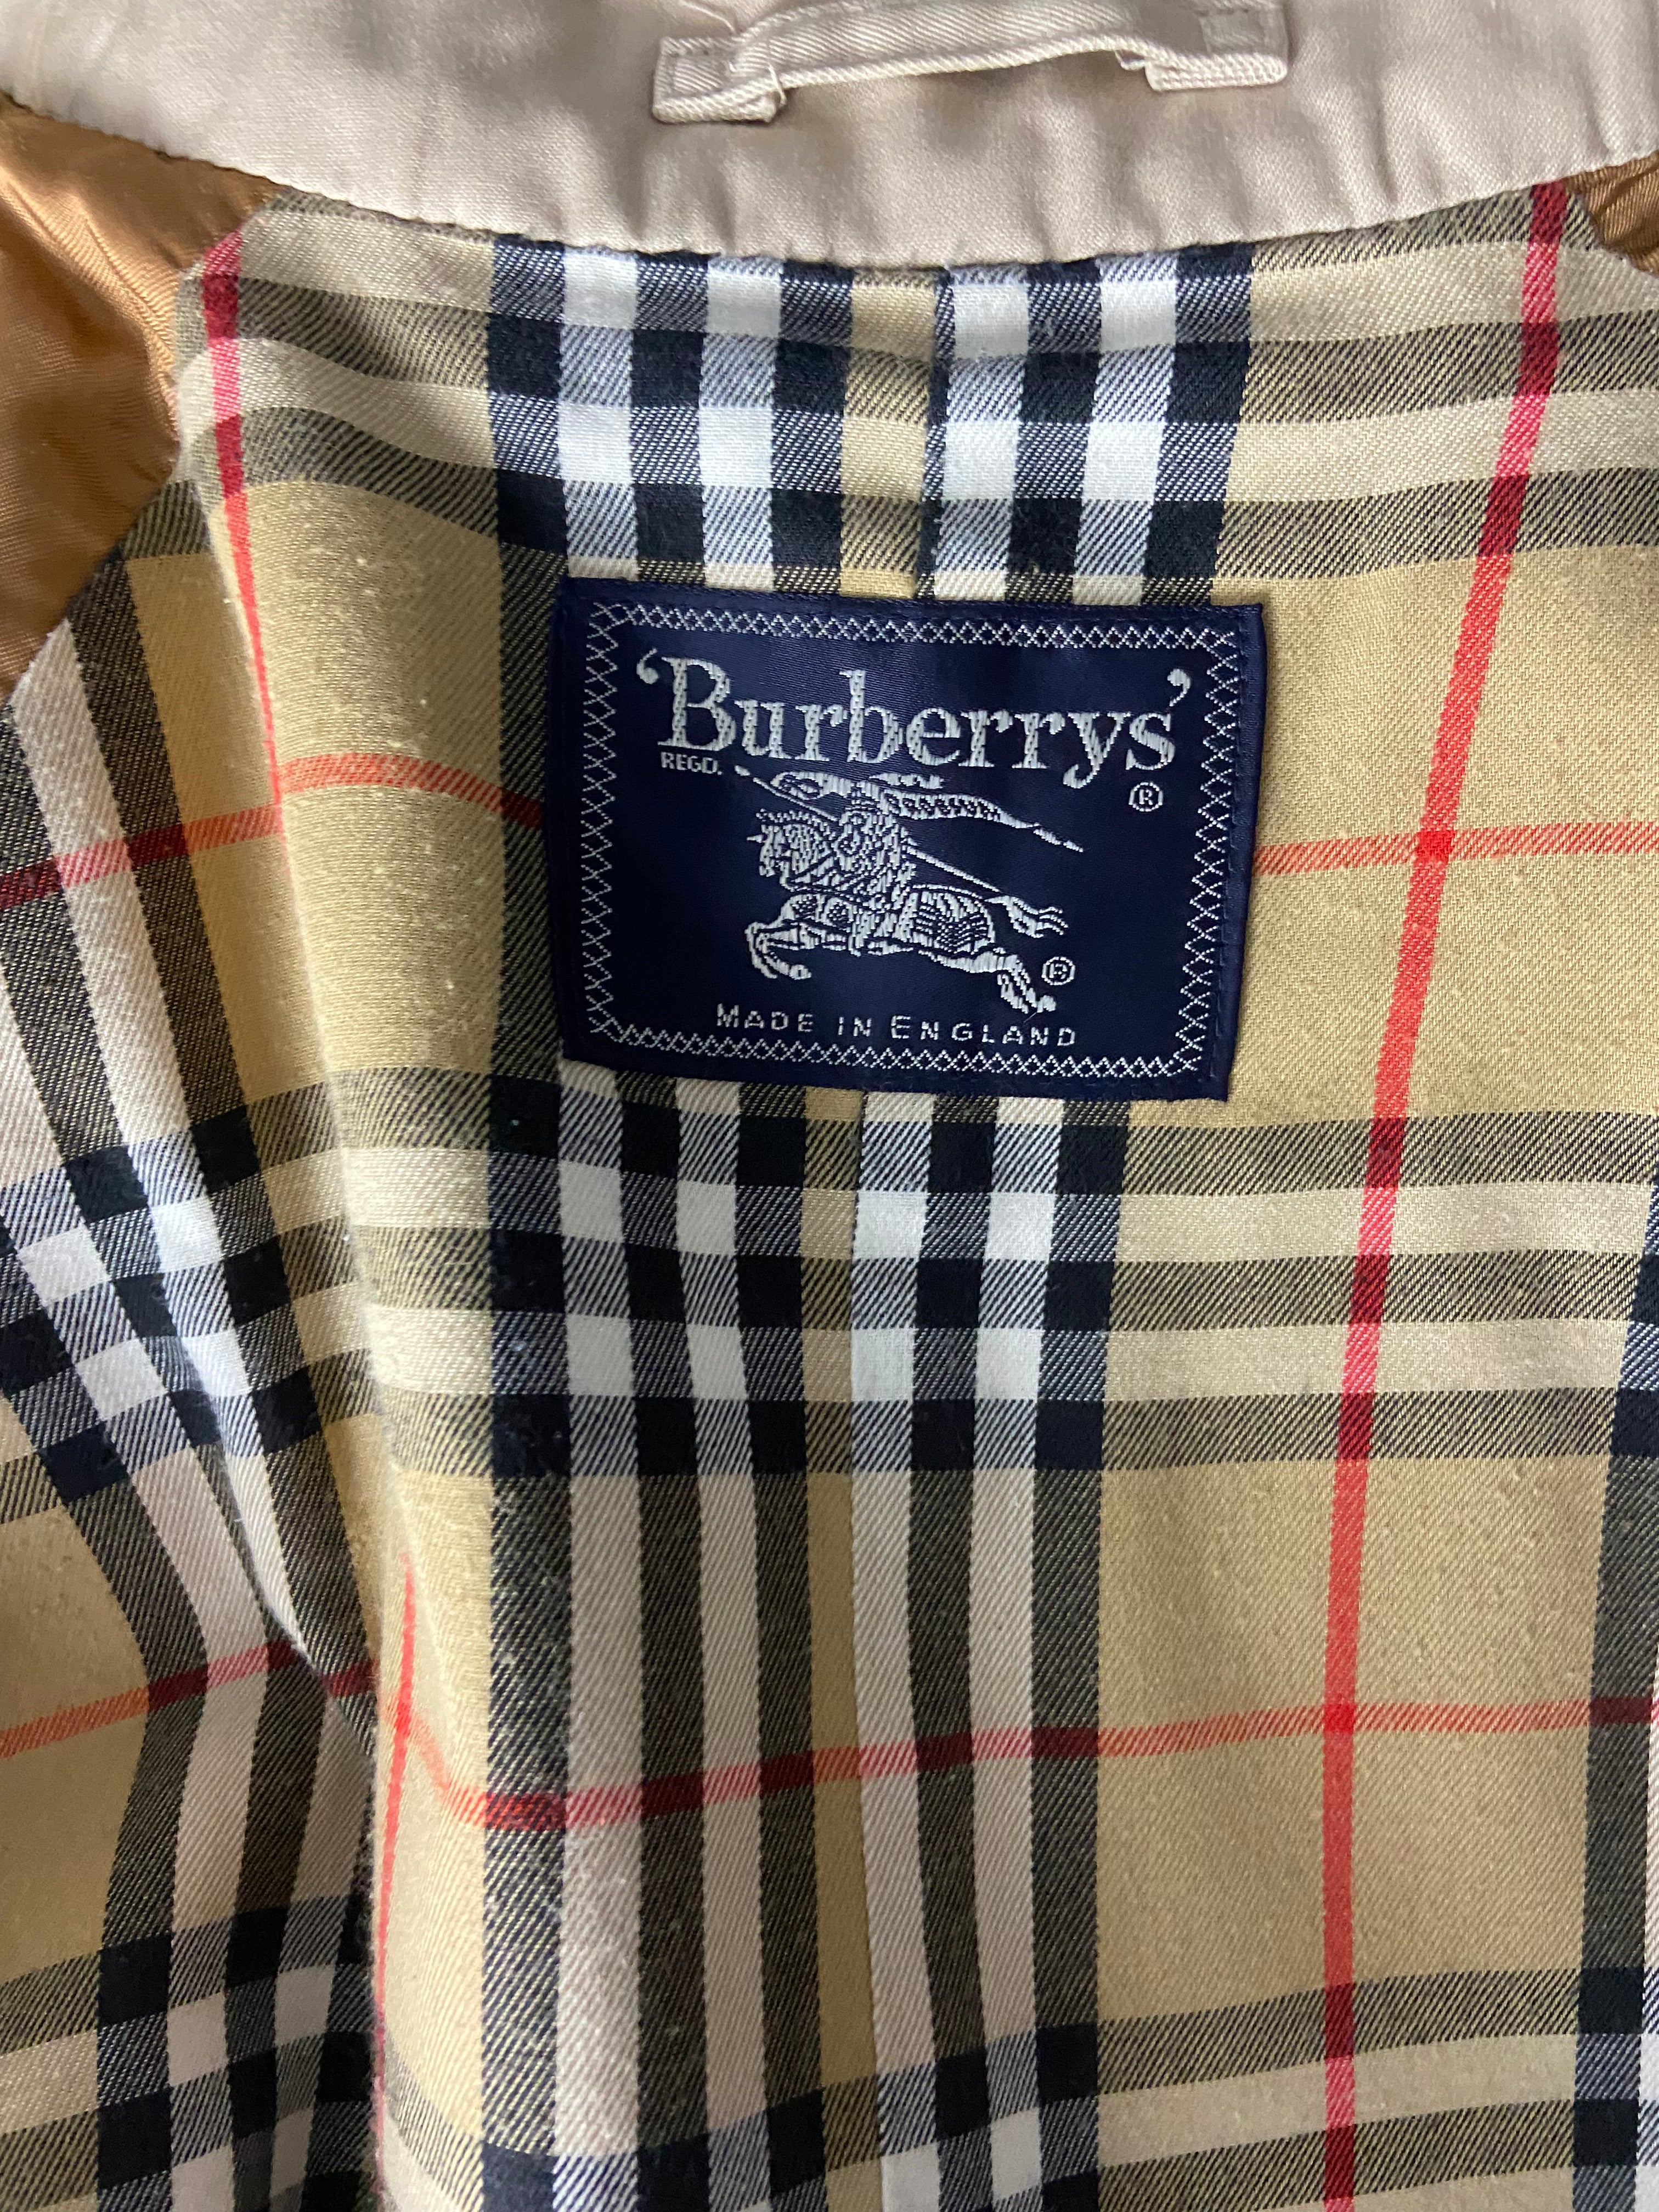 ‘Burberrys’
REGD.
®
®
MADE IN ENGLAND